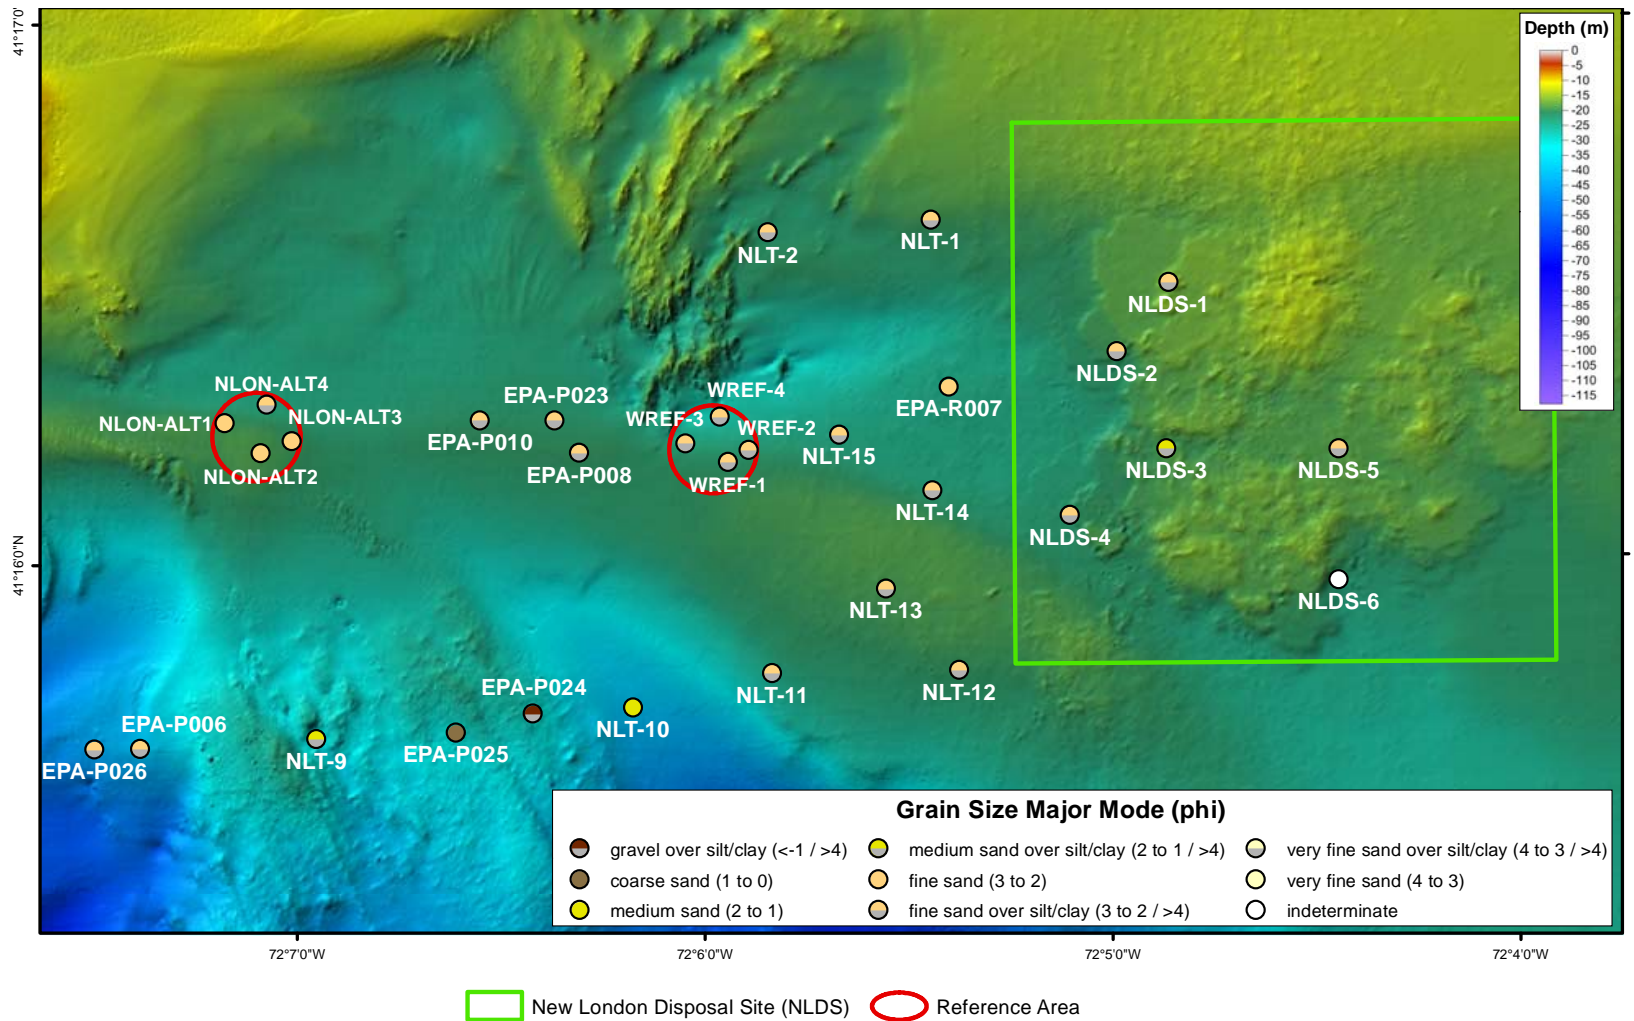 41°17'0'
Depth (m)
0
-5
-10
-15
-20
-25
-30
-35
-40
-45
-50
-55
-60
-65
-70
-75
-80
-85
-90
-95
-100
-105
-110
-115
NLT-2
NLT-1
NLDS-1
NLDS-2
NLON-ALT4
NLON-ALT1
NLON-ALT3
NLON-ALT2
EPA-P023
EPA-P010
EPA-P008
WREF-4
WREF-3
WREF-2
WREF-1
EPA-R007
NLT-15
NLDS-3
NLDS-5
NLT-14
NLDS-4
41°16'0"N
NLT-13
NLDS-6
NLT-11
NLT-12
EPA-P024
NLT-10
EPA-P006
EPA-P026
NLT-9
EPA-P025
Grain Size Major Mode (phi)
gravel over silt/clay (<-1 / >4)
coarse sand (1 to 0)
medium sand (2 to 1)
medium sand over silt/clay (2 to 1 / >4)
fine sand (3 to 2)
fine sand over silt/clay (3 to 2 / >4)
very fine sand over silt/clay (4 to 3 / >4)
very fine sand (4 to 3)
indeterminate
72°7'0"W
72°6'0"W
72°5'0"W
72°4'0"W
New London Disposal Site (NLDS)
Reference Area